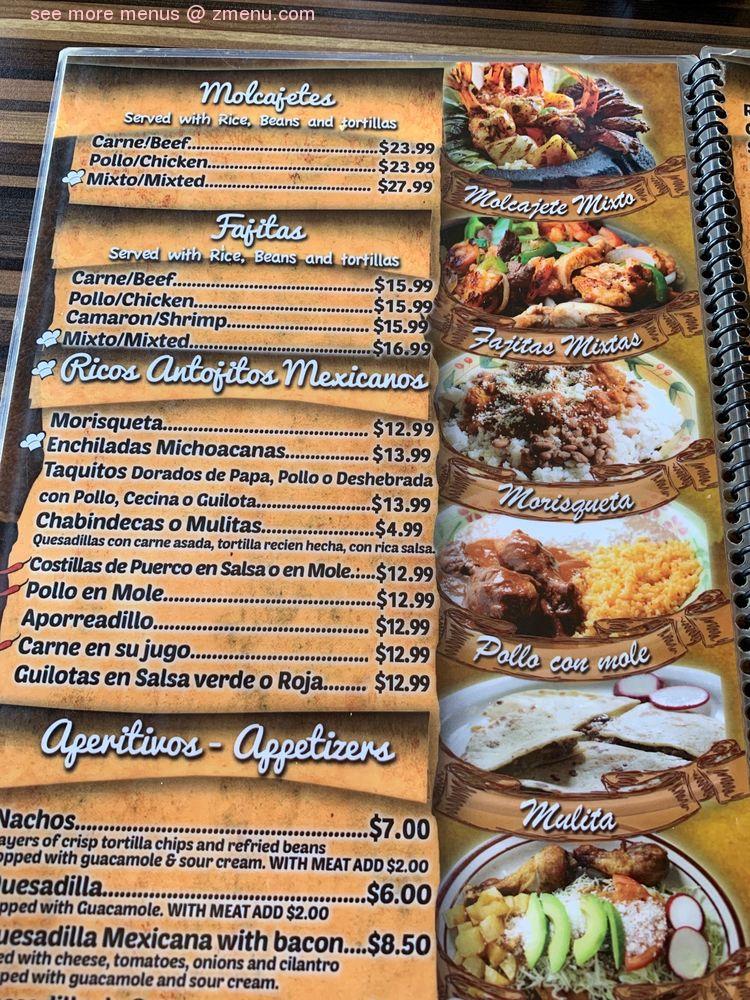 see more menus @ zmenu.com
Molcajetes
Served with Rice, Beans and tortillas
Carne/Beef........................................$23.99
Pollo/Chicken....................................$23.99
Mixto/Mixted.....................................$27.99
Molcajete Mixto
Fajitas
Served with Rice, Beans and tortillas
Carne/Beef........................................$15.99
Pollo/Chicken....................................$15.99
Camaron/Shrimp..............................$15.99
Mixto/Mixted.....................................$16.99
Fajitas Mixtas
Ricos Antojitos Mexicanos
Morisqueta.........................................$12.99
Enchiladas Michoacanas..................$13.99
Taquitos Dorados de Papa, Pollo o Deshebrada
con Pollo, Cecina o Guilota.......................$13.99
Morisqueta
Chabindecas o Mulitas......................$4.99
Quesadillas con carne asada, tortilla recien hecha, con rica salsa.
Costillas de Puerco en Salsa o en Mole.....$12.99
Pollo en Mole.....................................$12.99
Aporreadillo.......................................$12.99
Carne en su jugo................................$12.99
Guilotas en Salsa verde o Roja........$12.99
Pollo con mole
Aperitivos - Appetizers
Mulita
Nachos................................................$7.00
ayers of crisp tortilla chips and refried beans
opped with guacamole & sour cream. WITH MEAT ADD $2.00
uesadilla............................................$6.00
pped with Guacamole. WITH MEAT ADD $2.00
uesadilla Mexicana with bacon....$8.50
ed with cheese, tomatoes, onions and cilantro
ped with guacamole and sour cream.